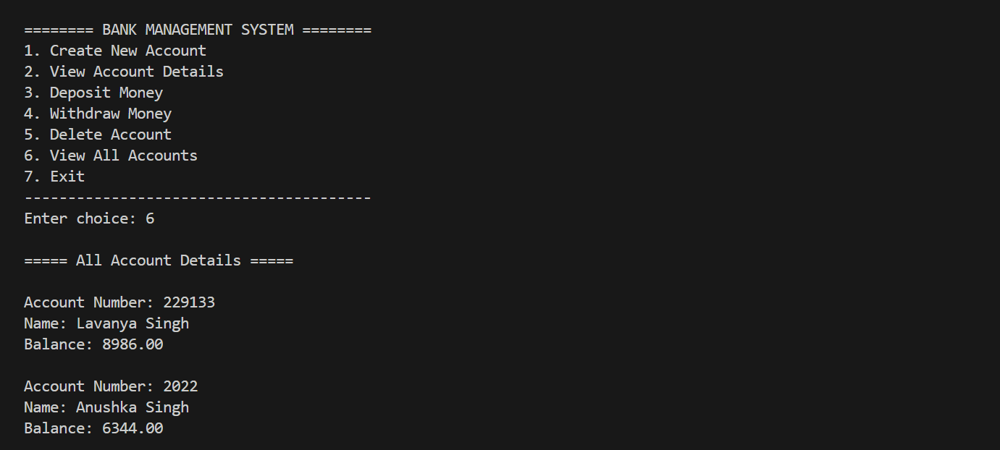 ======== BANK MANAGEMENT SYSTEM ========
1. Create New Account
2. View Account Details
3. Deposit Money
4. Withdraw Money
5. Delete Account
6. View All Accounts
7. Exit
----------------------------------------
Enter choice: 6
===== All Account Details =====
Account Number: 229133
Name: Lavanya Singh
Balance: 8986.00
Account Number: 2022
Name: Anushka Singh
Balance: 6344.00